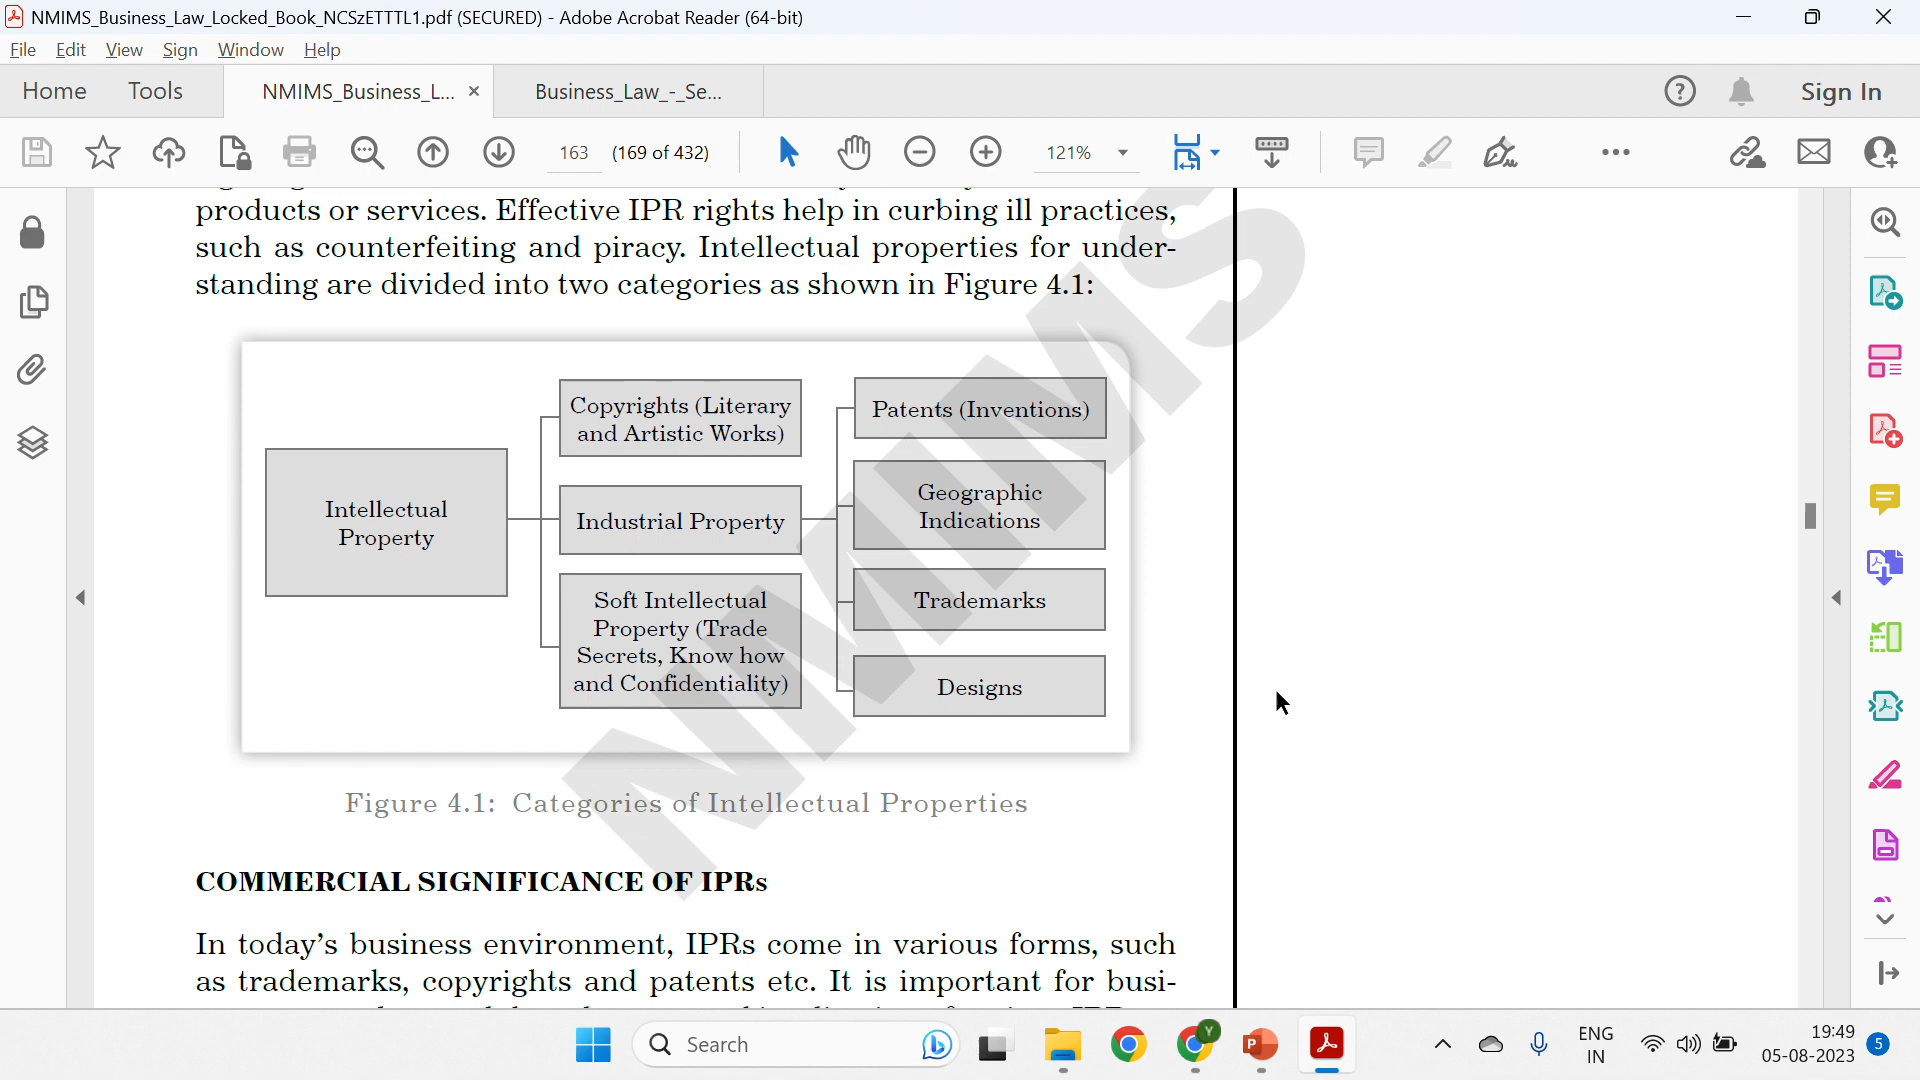 NMIMS_Business_Law_Locked_Book_NCSzETTTL1.pdf (SECURED) - Adobe Acrobat Reader (64-bit)
File Edit View Sign Window Help
Home Tools NMIMS_Business_L... × Business_Law_-_Se... Sign In
163 (169 of 432) 121%
products or services. Effective IPR rights help in curbing ill practices,
such as counterfeiting and piracy. Intellectual properties for under-
standing are divided into two categories as shown in Figure 4.1:
Intellectual
Property
Copyrights (Literary
and Artistic Works)
Industrial Property
Soft Intellectual
Property (Trade
Secrets, Know how
and Confidentiality)
Patents (Inventions)
Geographic
Indications
Trademarks
Designs
NMIMS
Figure 4.1: Categories of Intellectual Properties
COMMERCIAL SIGNIFICANCE OF IPRs
In today's business environment, IPRs come in various forms, such
as trademarks, copyrights and patents etc. It is important for busi-
Search
Y
P
ENG
IN
19:49
05-08-2023
5